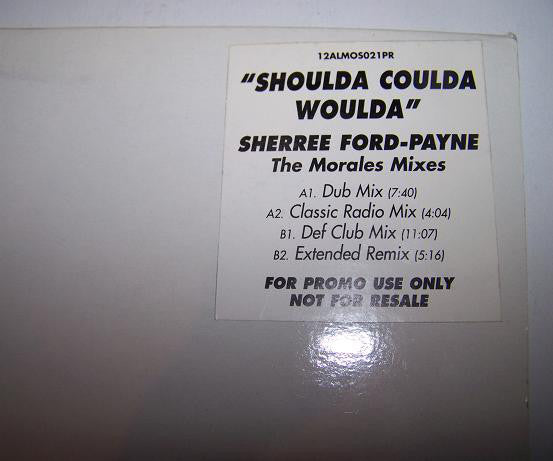 12ALMOS021PR
"SHOULDA COULDA
WOULDA"
SHERREE FORD-PAYNE
The Morales Mixes
A1. Dub Mix (7:40)
A2. Classic Radio Mix (4:04)
B1. Def Club Mix (11:07)
B2. Extended Remix (5:16)
FOR PROMO USE ONLY
NOT FOR RESALE